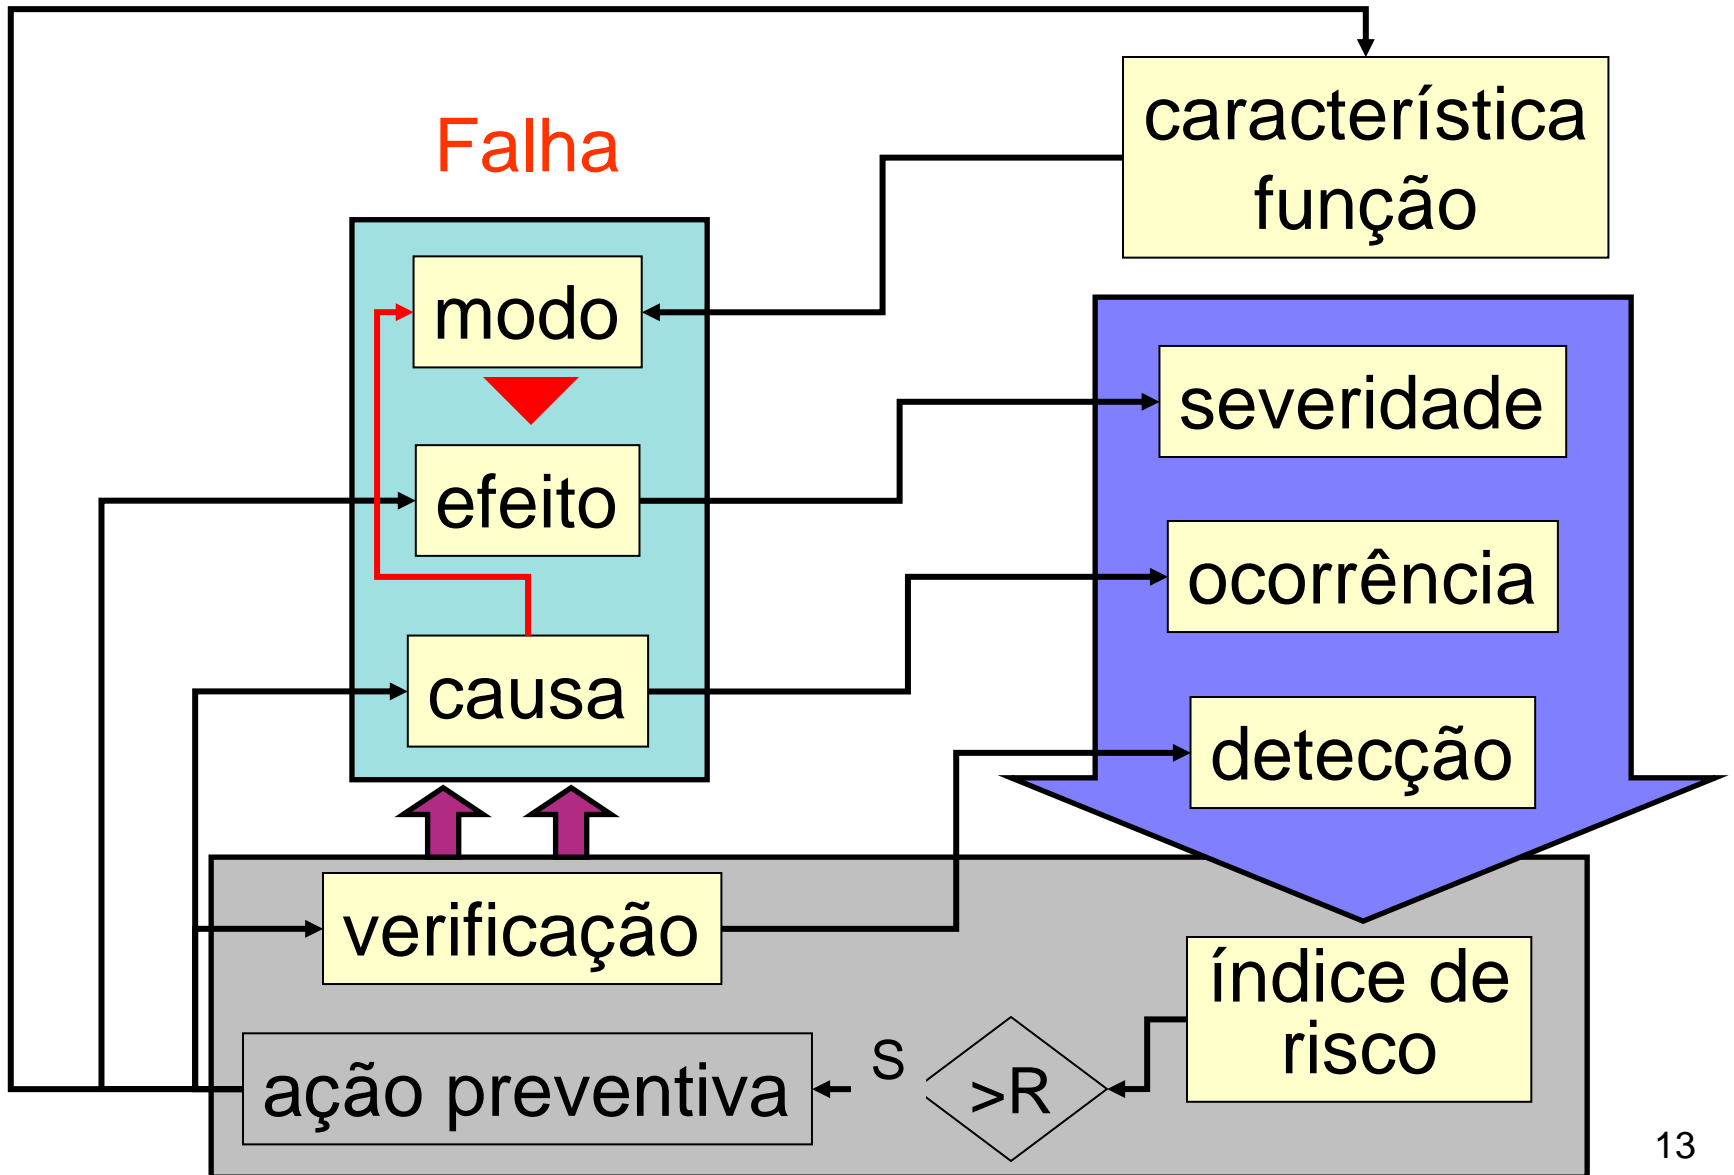 característica
função
Falha
modo
severidade
efeito
ocorrência
causa
detecção
verificação
índice de
risco
ação preventiva
S
>R
13